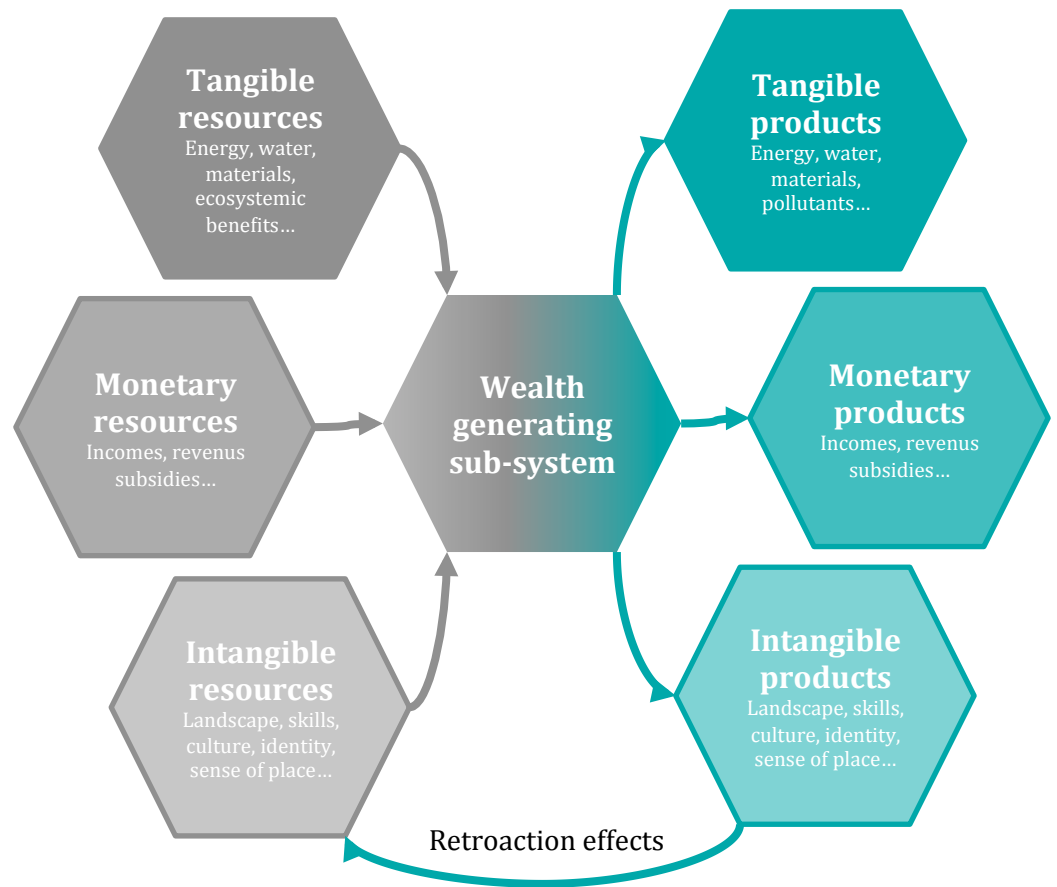 Tangible
resources
Energy, water,
materials,
ecosystemic
benefits…
Tangible
products
Energy, water,
materials,
pollutants…
Monetary
resources
Incomes, revenus
subsidies…
Wealth
generating
sub-system
Monetary
products
Incomes, revenus
subsidies…
Intangible
resources
Landscape, skills,
culture, identity,
sense of place…
Intangible
products
Landscape, skills,
culture, identity,
sense of place…
Retroaction effects